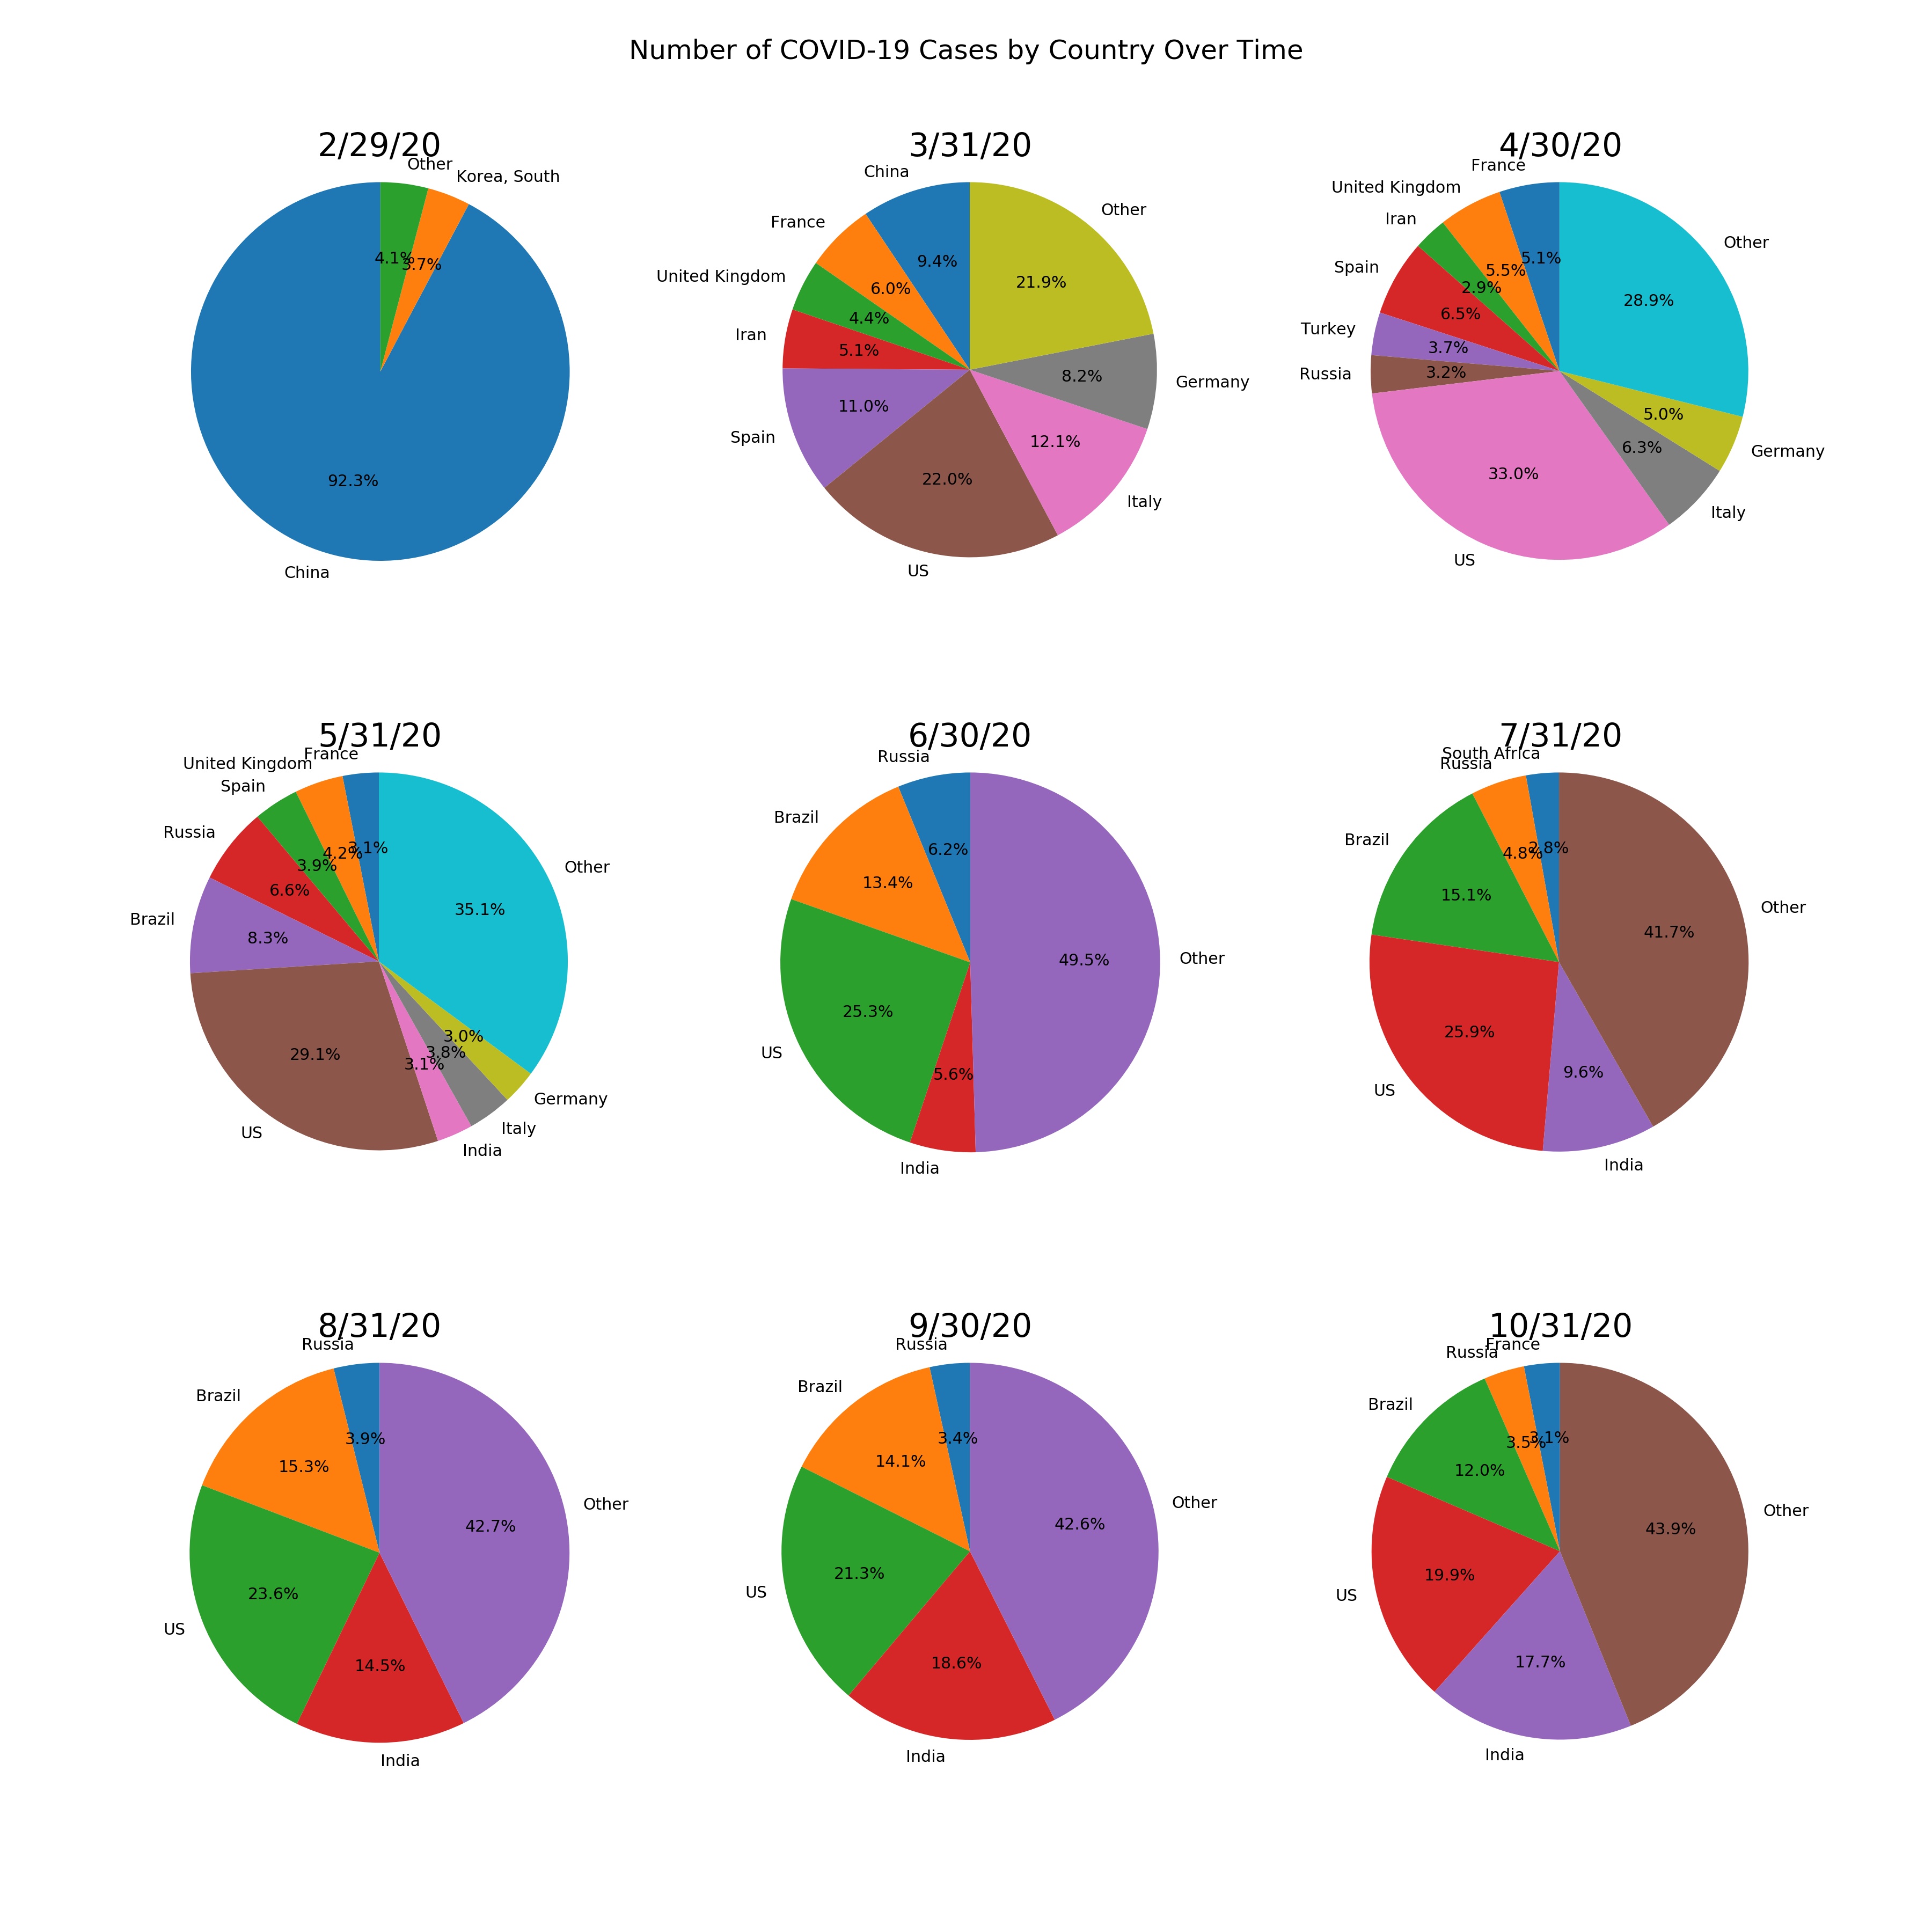 Number of COVID-19 Cases by Country Over Time
2/29/20
Other
Korea, South
4.1%
3.7%
92.3%
China
3/31/20
China
France
United Kingdom
Iran
Spain
US
Italy
Germany
Other
9.4%
6.0%
4.4%
5.1%
11.0%
22.0%
12.1%
8.2%
21.9%
4/30/20
France
United Kingdom
Iran
Spain
Turkey
Russia
US
Italy
Germany
Other
5.1%
5.5%
2.9%
6.5%
3.7%
3.2%
33.0%
6.3%
5.0%
28.9%
5/31/20
France
United Kingdom
Spain
Russia
Brazil
US
India
Italy
Germany
Other
3.1%
4.2%
3.9%
6.6%
8.3%
29.1%
3.1%
3.8%
3.0%
35.1%
6/30/20
Russia
Brazil
US
India
Other
6.2%
13.4%
25.3%
5.6%
49.5%
7/31/20
South Africa
Russia
Brazil
US
India
Other
2.8%
4.8%
15.1%
25.9%
9.6%
41.7%
8/31/20
Russia
Brazil
US
India
Other
3.9%
15.3%
23.6%
14.5%
42.7%
9/30/20
Russia
Brazil
US
India
Other
3.4%
14.1%
21.3%
18.6%
42.6%
10/31/20
France
Russia
Brazil
US
India
Other
3.1%
3.5%
12.0%
19.9%
17.7%
43.9%